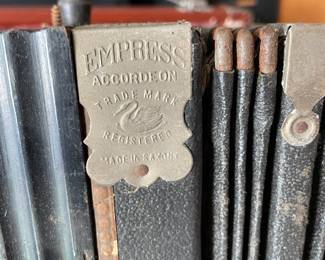 EMPRESS
ACCORDEON
TRADE MARK
REGISTERED
MADE IN SAXONY